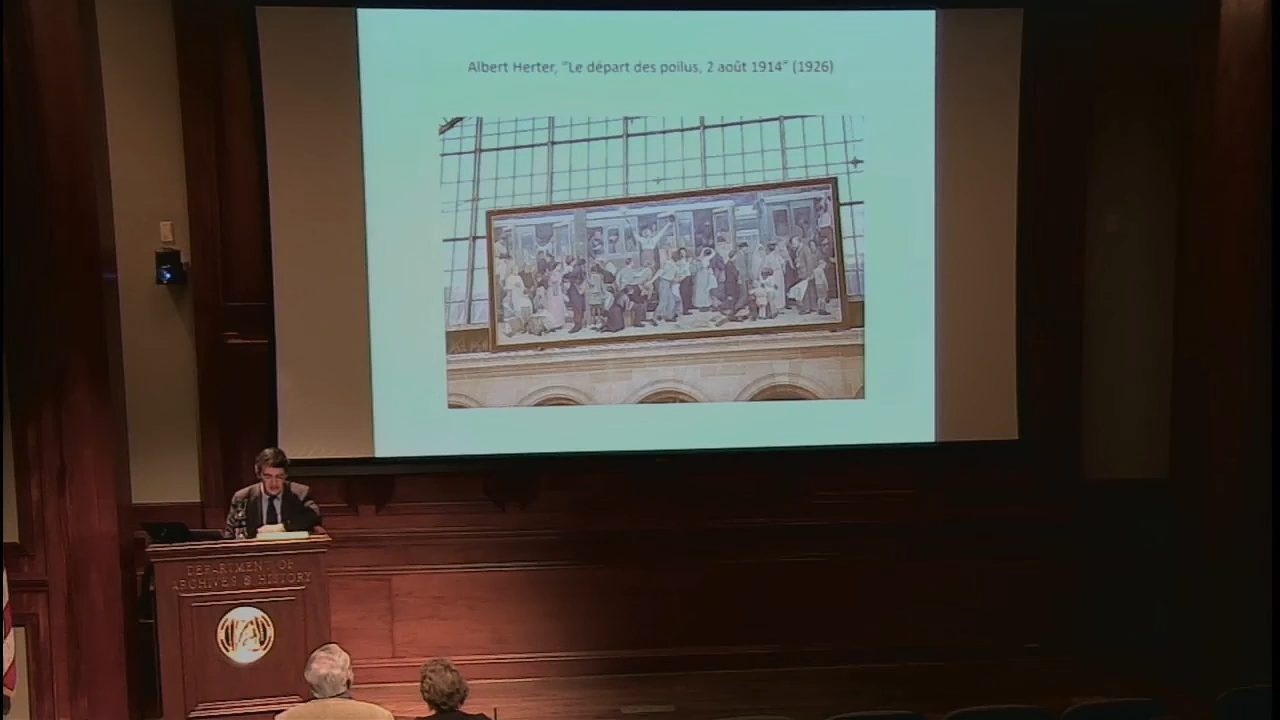 Albert Herter, "Le départ des poilus, 2 août 1914" (1926)
DEPARTMENT OF
ARCHIVES & HISTORY